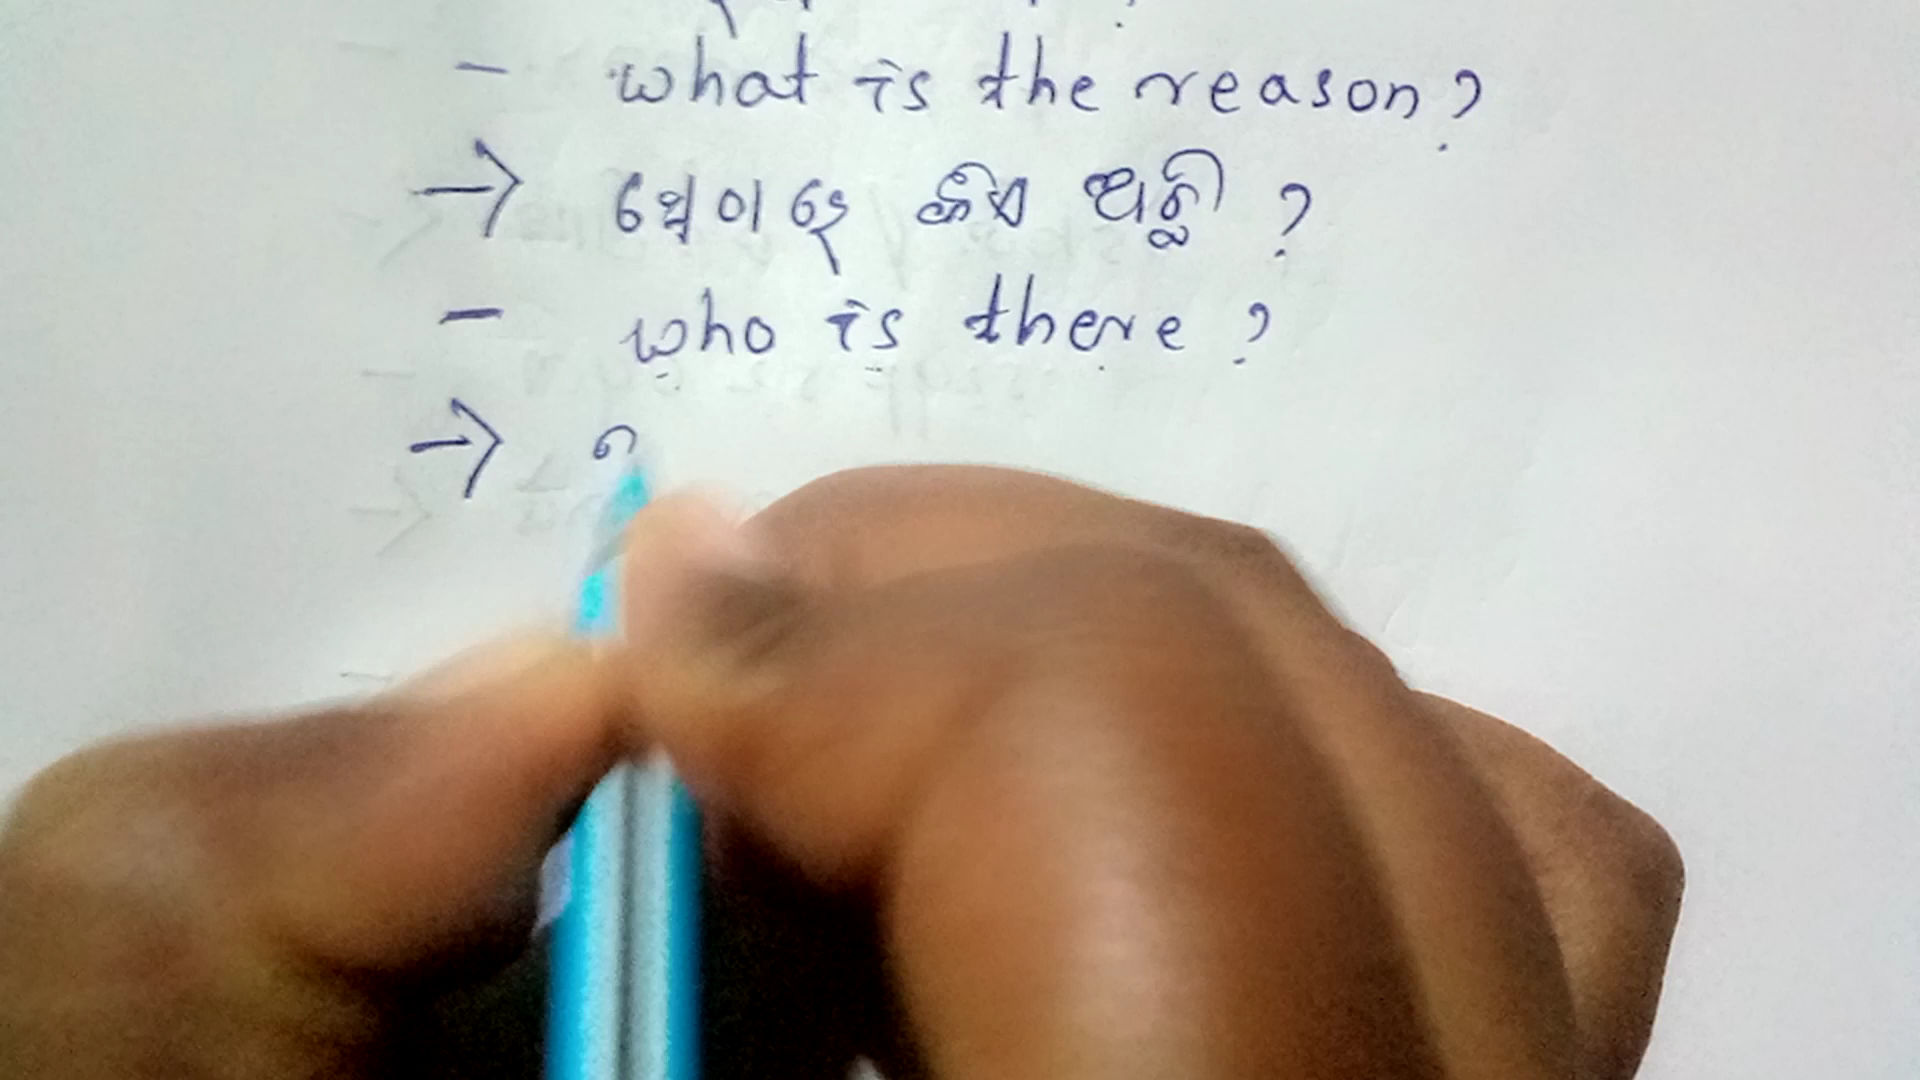 - what is the reason?
→ ସେଠାରେ କିଏ ଅଛି ?
- who is there ?
→